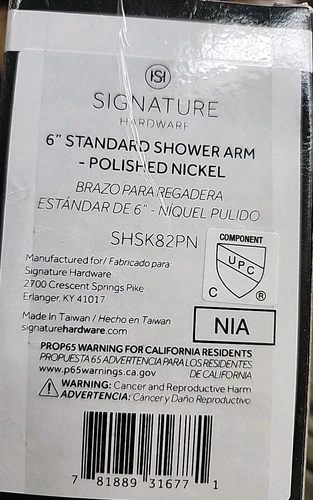 SH
SIGNATURE
HARDWARE
6" STANDARD SHOWER ARM
- POLISHED NICKEL
BRAZO PARA REGADERA
ESTÁNDAR DE 6" - NÍQUEL PULIDO
SHSK82PN
COMPONENT
UPC
C ®
Manufactured for/ Fabricado para:
Signature Hardware
2700 Crescent Springs Pike
Erlanger, KY 41017
Made In Taiwan / Hecho en Taiwan
signaturehardware.com
NIA
PROP65 WARNING FOR CALIFORNIA RESIDENTS
PROPUESTA 65 ADVERTENCIA PARA LOS RESIDENTES
DE CALIFORNIA
www.p65warnings.ca.gov
WARNING: Cancer and Reproductive Harm
ADVERTENCIA: Cáncer y Daño Reproductivo
7 81889 31677 1